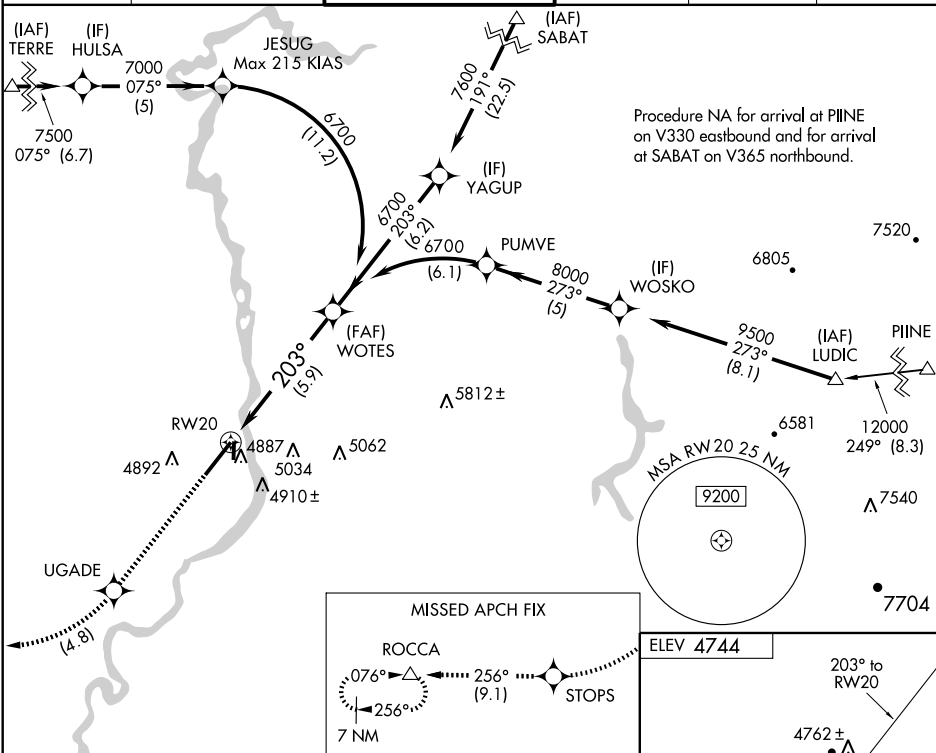 (IAF)
TERRE
(IF)
HULSA
7000
075°
(5)
7500
075° (6.7)
JESUG
Max 215 KIAS
6700
(11.2)
(IAF)
SABAT
7600
191°
(22.5)
(IF)
YAGUP
6700
203°
(6.2)
Procedure NA for arrival at PIINE
on V330 eastbound and for arrival
at SABAT on V365 northbound.
6700
(6.1)
PUMVE
8000
273°
(5)
(IF)
WOSKO
6805
7520
9500
273°
(8.1)
(IAF)
LUDIC
PIINE
12000
249° (8.3)
(FAF)
WOTES
203°
(5.9)
5812±
RW20
4892
4887
5034
4910±
5062
6581
MSA RW20 25 NM
9200
7540
7704
UGADE
(4.8)
MISSED APCH FIX
ROCCA
076°
256°
(9.1)
256°
7 NM
STOPS
ELEV 4744
203° to
RW20
4762±